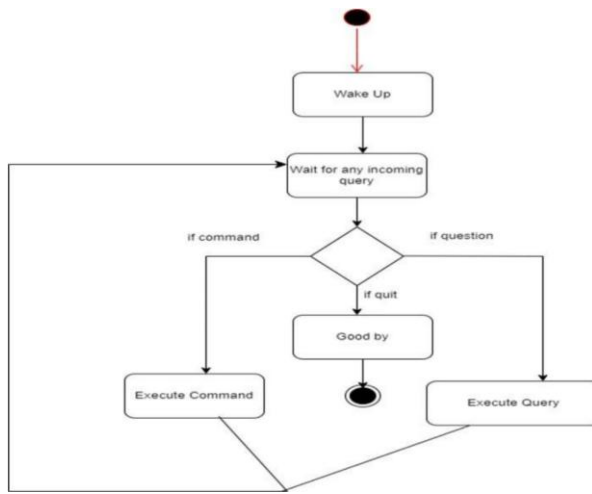 Wake Up
Wait for any incoming
query
if command
if question
if quit
Good by
Execute Command
Execute Query